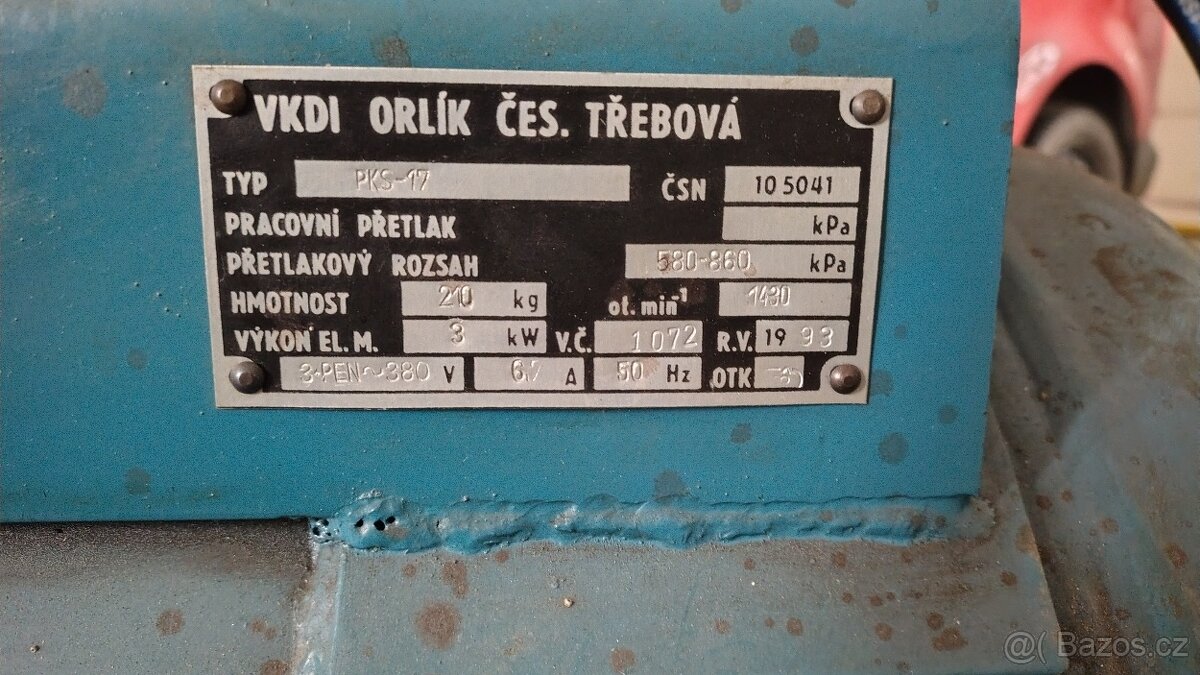 VKDI ORLÍK ČES. TŘEBOVÁ
TYP PKS-17 ČSN 10 5041
PRACOVNÍ PŘETLAK kPa
PŘETLAKOVÝ ROZSAH 580-860 kPa
HMOTNOST 210 kg ot. min-1 1430
VÝKON EL. M. 3 kW V.Č. 1072 R.V. 19 93
3·PEN~380 V A 50 Hz OTK
@( Bazos.cz